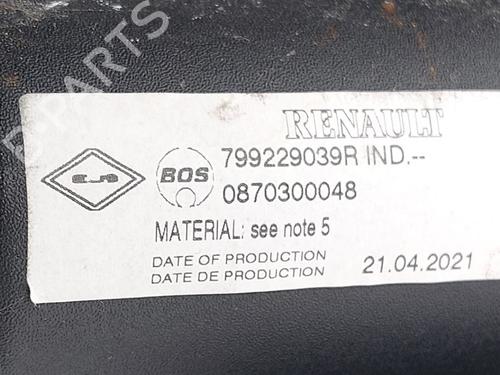 B-PARTS
RENAULT
799229039R IND.--
BOS
0870300048
MATERIAL: see note 5
DATE OF PRODUCTION
DATE DE PRODUCTION
21.04.2021